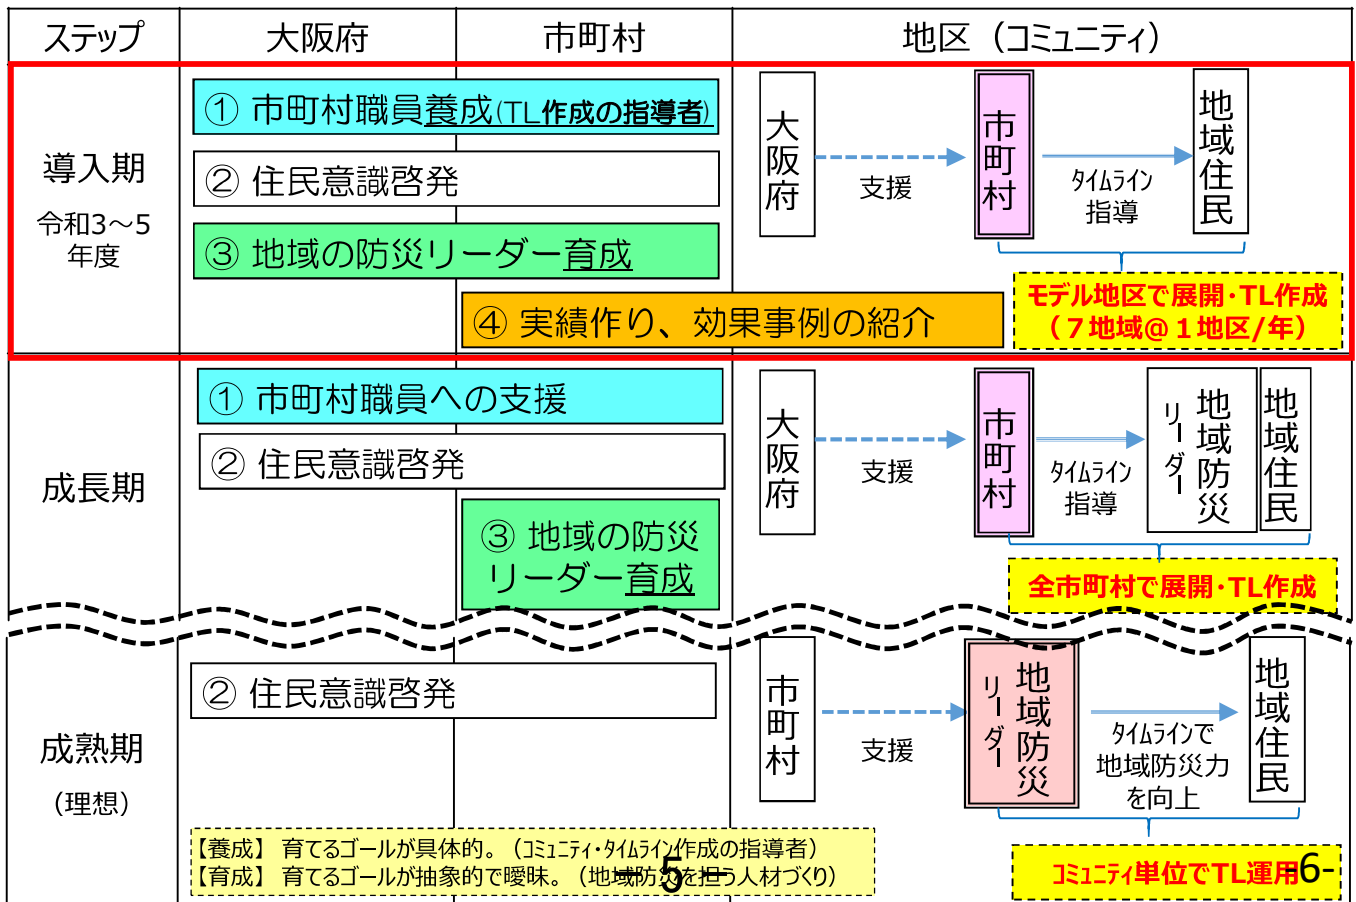 ステップ
大阪府
市町村
地区（コミュニティ）
導入期
令和3～5
年度
① 市町村職員養成(TL作成の指導者)
② 住民意識啓発
③ 地域の防災リーダー育成
④ 実績作り、効果事例の紹介
大阪府
支援
市町村
タイムライン
指導
地域住民
モデル地区で展開・TL作成
（７地域@１地区/年）
成長期
① 市町村職員への支援
② 住民意識啓発
③ 地域の防災
リーダー育成
大阪府
支援
市町村
タイムライン
指導
地域防災
リーダー
地域住民
全市町村で展開・TL作成
成熟期
（理想）
② 住民意識啓発
市町村
支援
地域防災
リーダー
タイムラインで
地域防災力
を向上
地域住民
コミュニティ単位でTL運用
【養成】 育てるゴールが具体的。（コミュニティ・タイムライン作成の指導者）
【育成】 育てるゴールが抽象的で曖昧。（地域防災を担う人材づくり）
－ 5 －
-6-